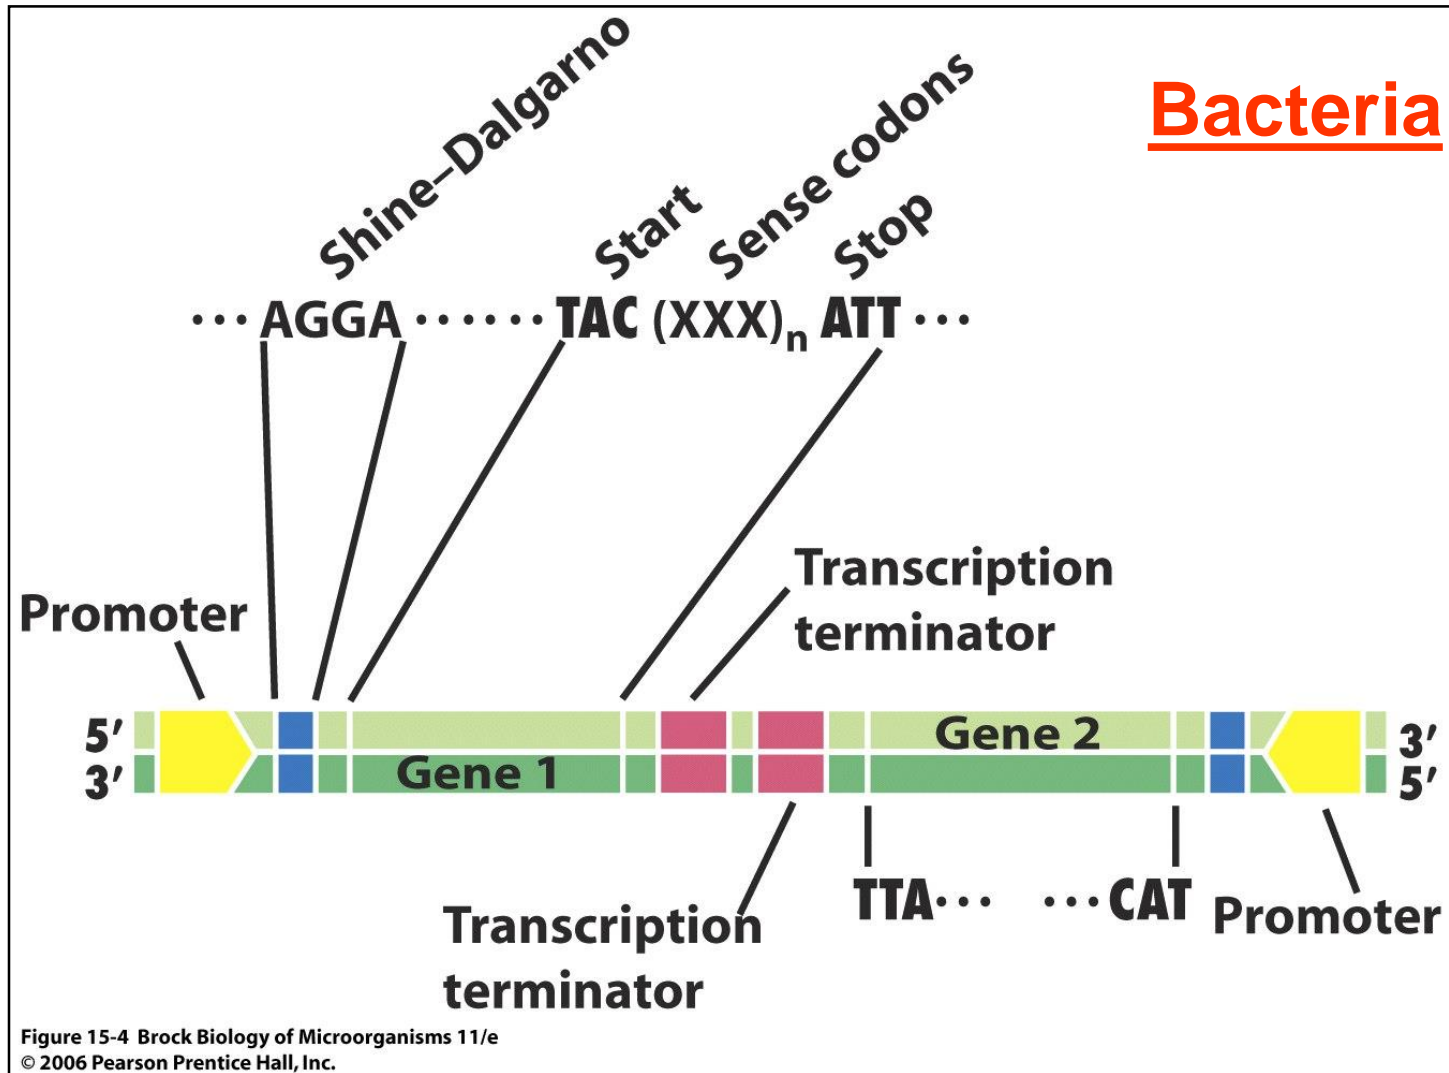 Bacteria
Shine–Dalgarno
Start
Sense codons
Stop
···AGGA······TAC (XXX)n ATT···
Promoter
Transcription
terminator
5′
3′
Gene 1
Gene 2
3′
5′
TTA··· ···CAT
Promoter
Transcription
terminator
Figure 15-4 Brock Biology of Microorganisms 11/e
© 2006 Pearson Prentice Hall, Inc.